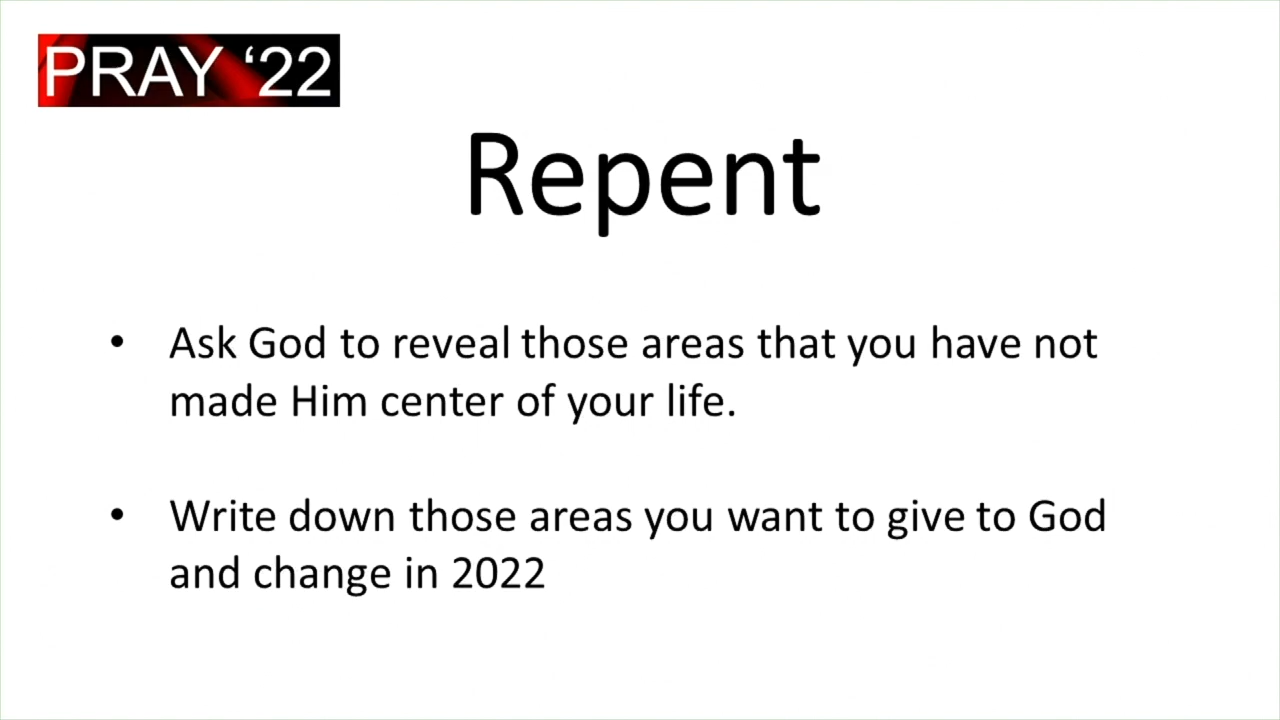 PRAY ‘22
Repent
• Ask God to reveal those areas that you have not
made Him center of your life.
• Write down those areas you want to give to God
and change in 2022